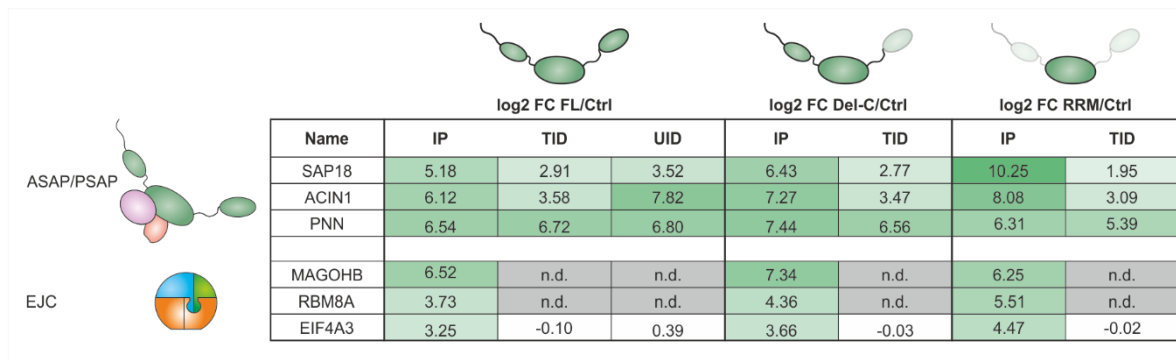 log2 FC FL/Ctrl log2 FC Del-C/Ctrl log2 FC RRM/Ctrl
Name IP TID UID IP TID IP TID
ASAP/PSAP
SAP18 5.18 2.91 3.52 6.43 2.77 10.25 1.95
ACIN1 6.12 3.58 7.82 7.27 3.47 8.08 3.09
PNN 6.54 6.72 6.80 7.44 6.56 6.31 5.39
EJC
MAGOHB 6.52 n.d. n.d. 7.34 n.d. 6.25 n.d.
RBM8A 3.73 n.d. n.d. 4.36 n.d. 5.51 n.d.
EIF4A3 3.25 -0.10 0.39 3.66 -0.03 4.47 -0.02